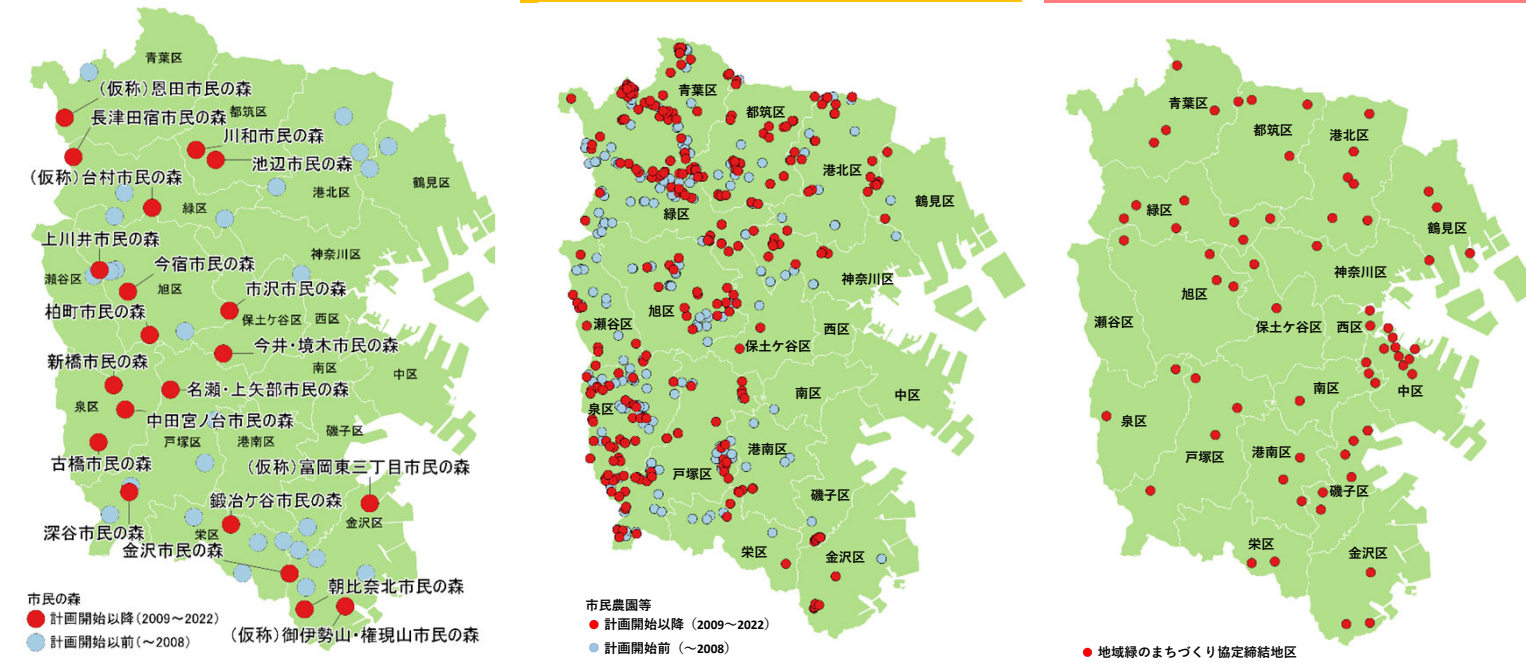 青葉区
(仮称)恩田市民の森
長津田宿市民の森
都筑区
川和市民の森
池辺市民の森
(仮称)台村市民の森
港北区
鶴見区
緑区
上川井市民の森
神奈川区
今宿市民の森
瀬谷区
旭区
市沢市民の森
柏町市民の森
保土ケ谷区
西区
今井・境木市民の森
新橋市民の森
南区
中区
名瀬・上矢部市民の森
泉区
中田宮ノ台市民の森
磯子区
戸塚区
港南区
古橋市民の森
(仮称)富岡東三丁目市民の森
鍛冶ケ谷市民の森
金沢区
深谷市民の森
栄区
金沢市民の森
朝比奈北市民の森
(仮称)御伊勢山・権現山市民の森
市民の森
計画開始以降(2009〜2022)
計画開始以前(〜2008)
青葉区
都筑区
港北区
鶴見区
緑区
神奈川区
旭区
瀬谷区
西区
保土ケ谷区
南区
中区
泉区
港南区
戸塚区
磯子区
栄区
金沢区
市民農園等
計画開始以降（2009〜2022）
計画開始前（〜2008）
青葉区
都筑区
港北区
緑区
鶴見区
神奈川区
旭区
瀬谷区
保土ケ谷区
西区
南区
中区
泉区
港南区
戸塚区
磯子区
栄区
金沢区
地域緑のまちづくり協定締結地区